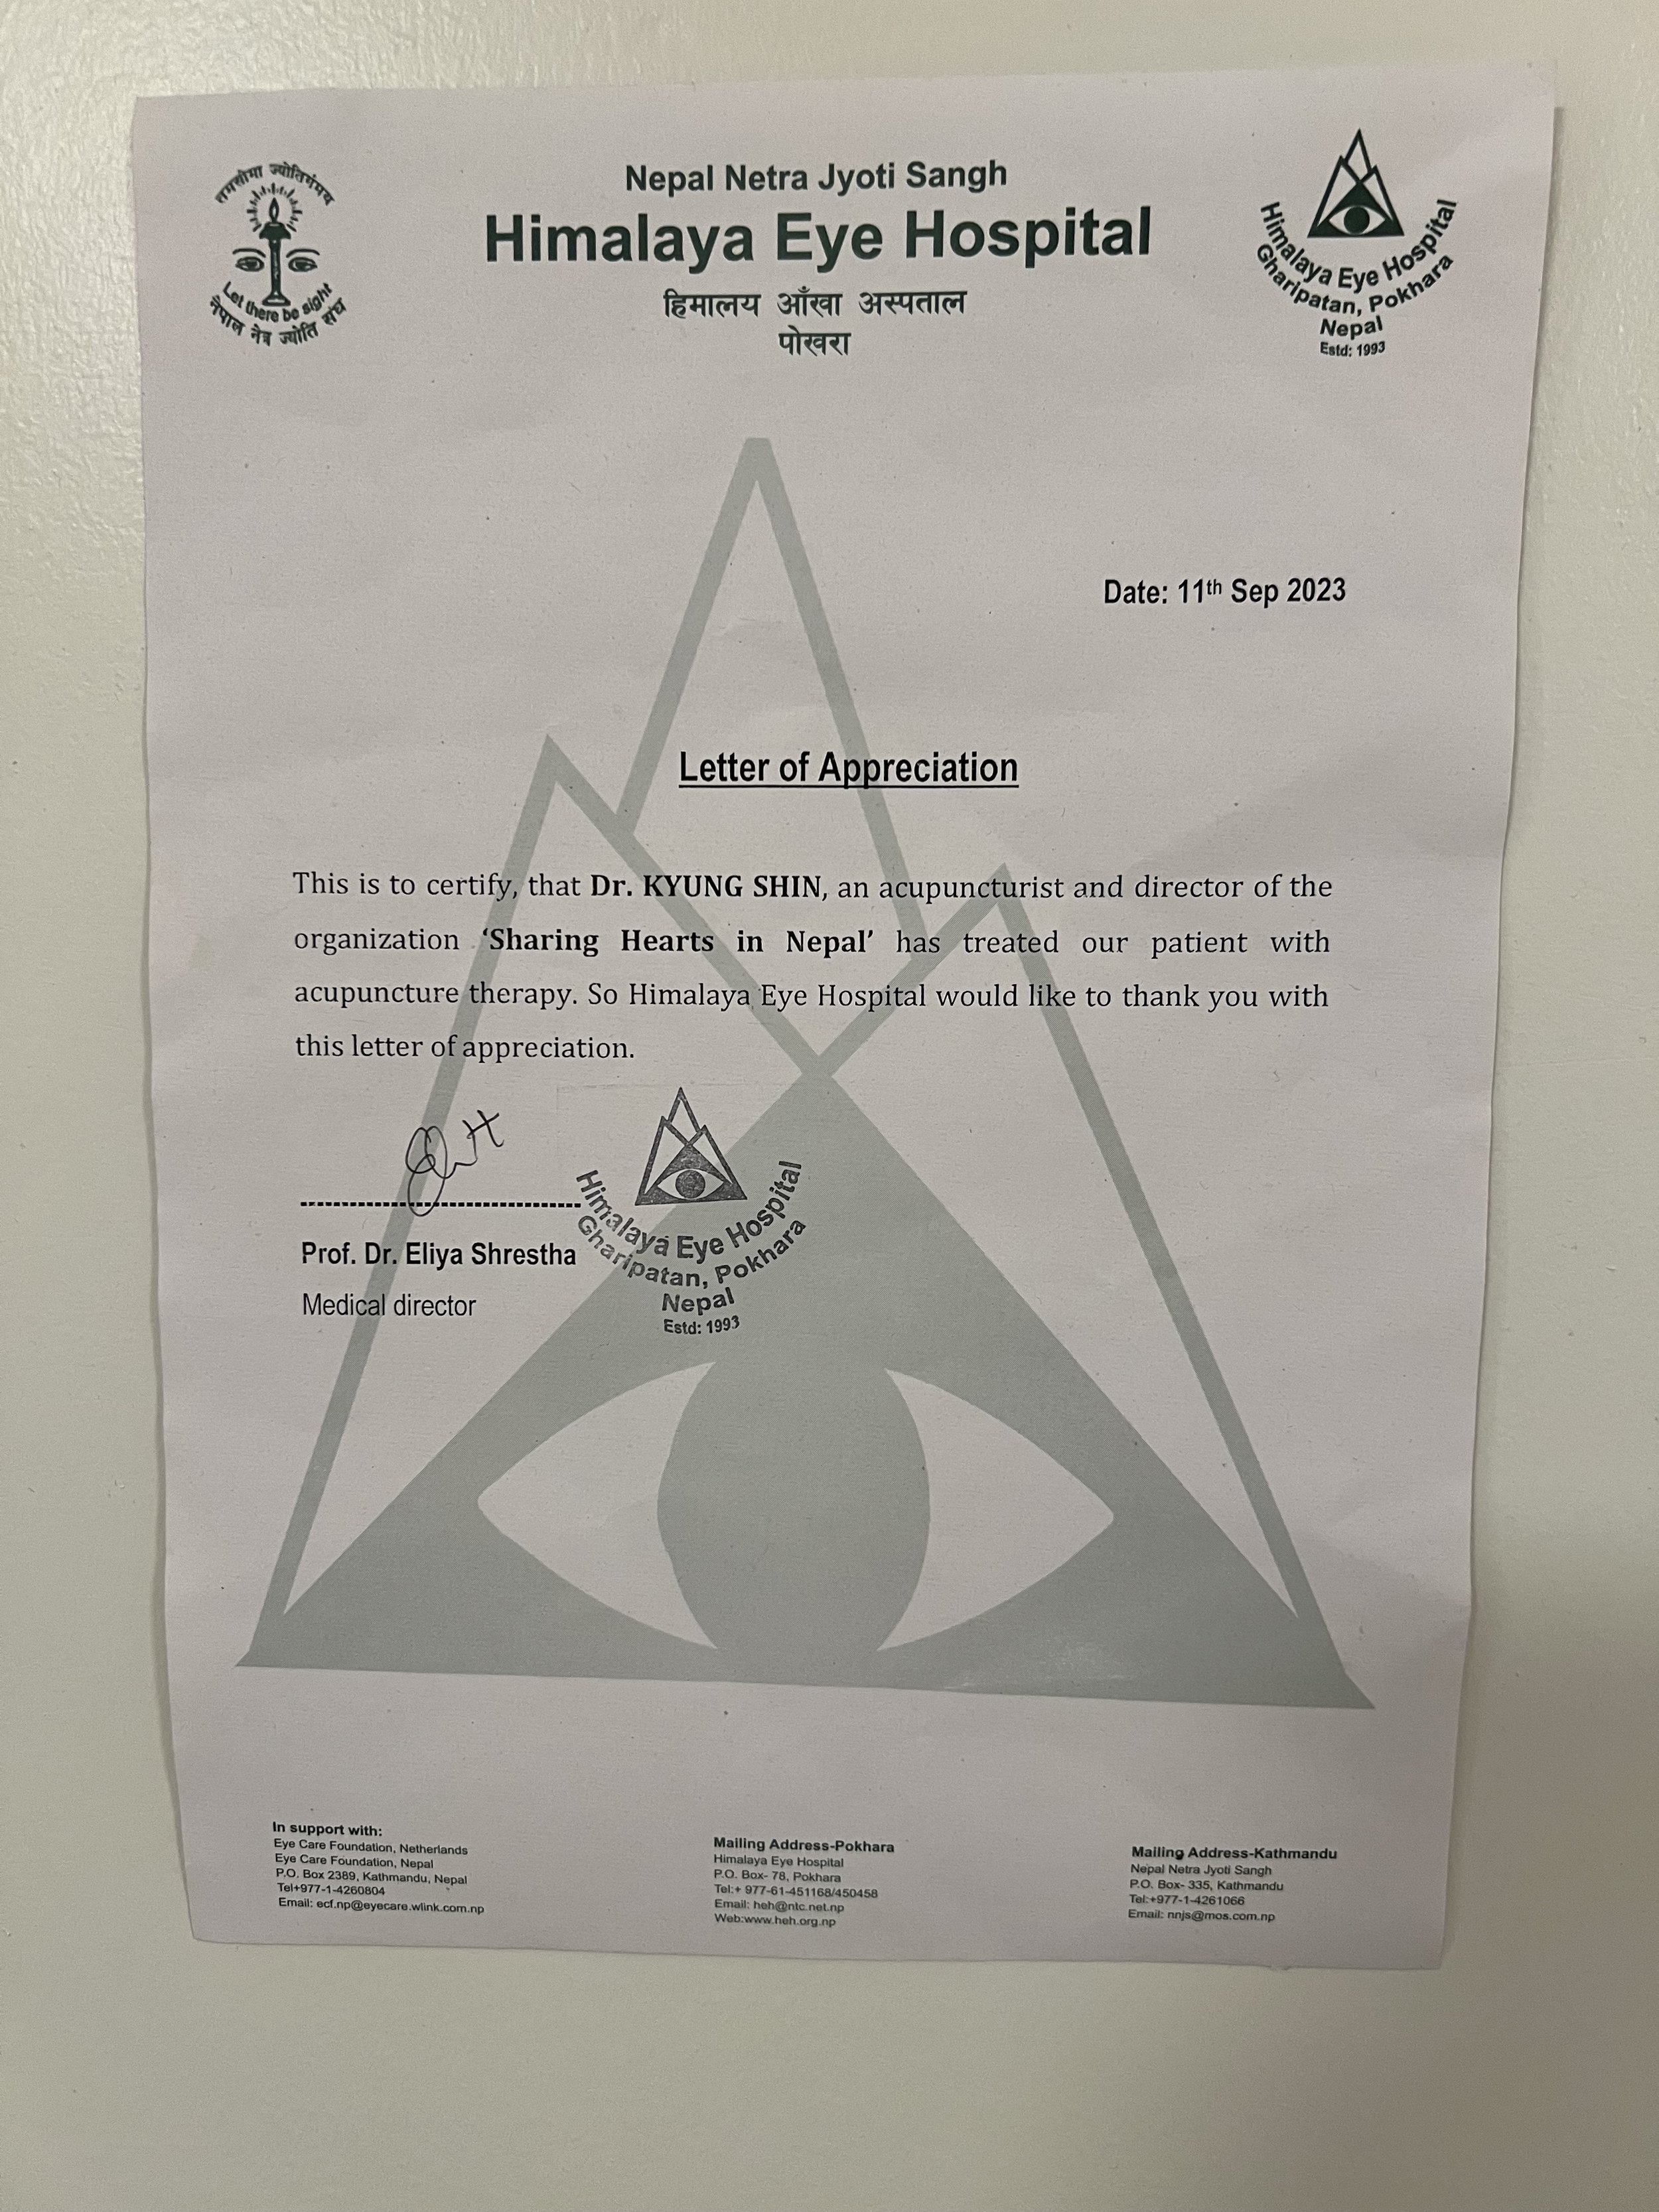 तमसोमा ज्योतिर्गमय
Let there be sight
नेपाल नेत्र ज्योति संघ
Nepal Netra Jyoti Sangh
Himalaya Eye Hospital
हिमालय आँखा अस्पताल
पोखरा
Himalaya Eye Hospital
Gharipatan, Pokhara
Nepal
Estd: 1993
Date: 11th Sep 2023
Letter of Appreciation
This is to certify, that Dr. KYUNG SHIN, an acupuncturist and director of the
organization ‘Sharing Hearts in Nepal’ has treated our patient with
acupuncture therapy. So Himalaya Eye Hospital would like to thank you with
this letter of appreciation.
Prof. Dr. Eliya Shrestha
Medical director
Himalaya Eye Hospital
Gharipatan, Pokhara
Nepal
Estd: 1993
In support with:
Eye Care Foundation, Netherlands
Eye Care Foundation, Nepal
P.O. Box 2389, Kathmandu, Nepal
Tel+977-1-4260804
Email: ecf.np@eyecare.wlink.com.np
Mailing Address-Pokhara
Himalaya Eye Hospital
P.O. Box- 78, Pokhara
Tel:+ 977-61-451168/450458
Email: heh@ntc.net.np
Web:www.heh.org.np
Mailing Address-Kathmandu
Nepal Netra Jyoti Sangh
P.O. Box- 335, Kathmandu
Tel:+977-1-4261066
Email: nnjs@mos.com.np